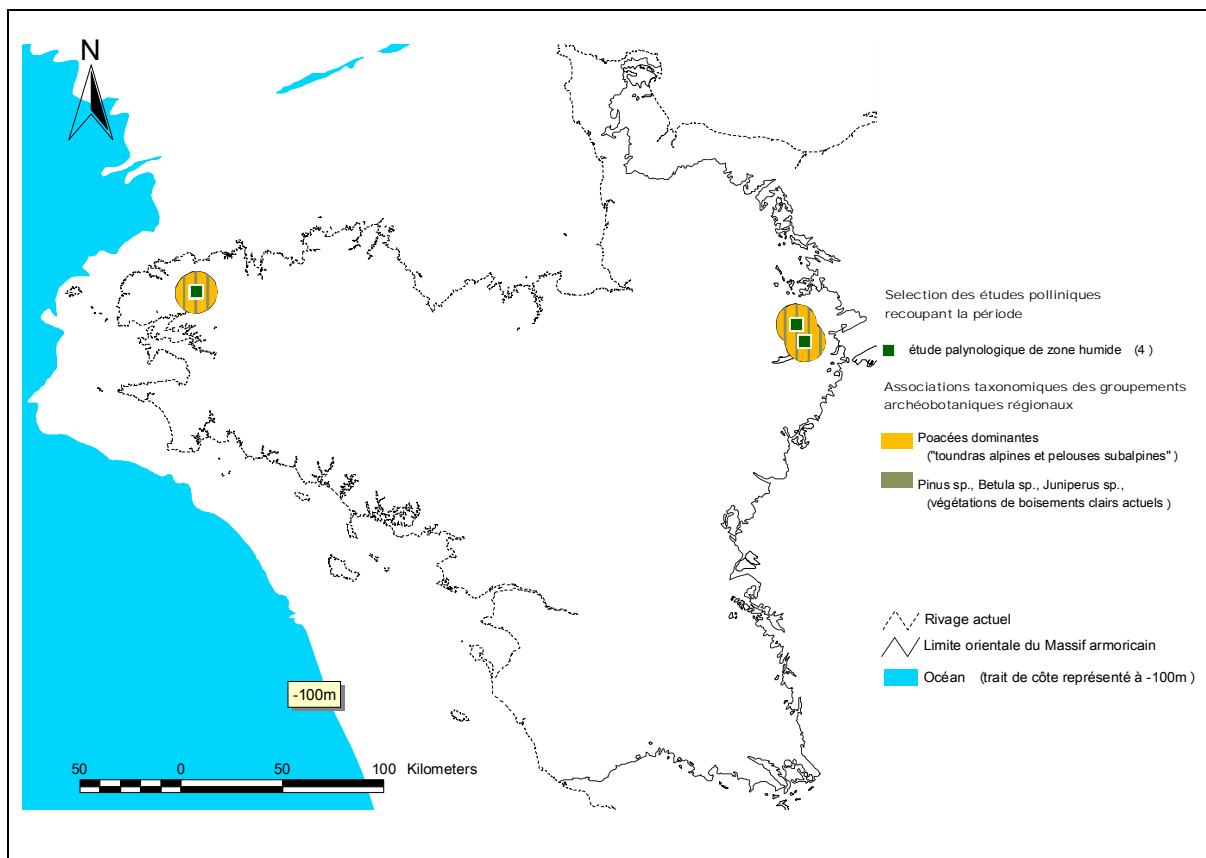 N
Selection des études polliniques
recoupant la période
étude palynologique de zone humide (4 )
Associations taxonomiques des groupements
archéobotaniques régionaux
Poacées dominantes
("toundras alpines et pelouses subalpines" )
Pinus sp., Betula sp., Juniperus sp.,
(végétations de boisements clairs actuels )
Rivage actuel
Limite orientale du Massif armoricain
Océan (trait de côte représenté à -100m )
-100m
50 0 50 100 Kilometers